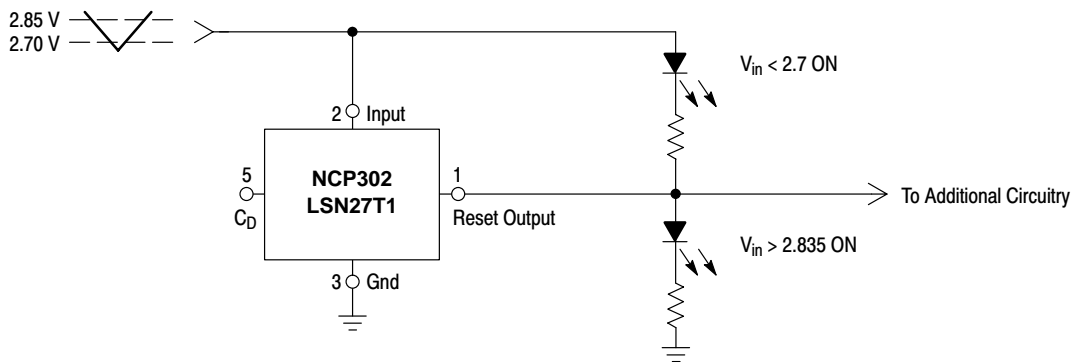 2.85 V
2.70 V
V_in < 2.7 ON
2 Input
5
NCP302
LSN27T1
1
C_D
Reset Output
To Additional Circuitry
V_in > 2.835 ON
3 Gnd